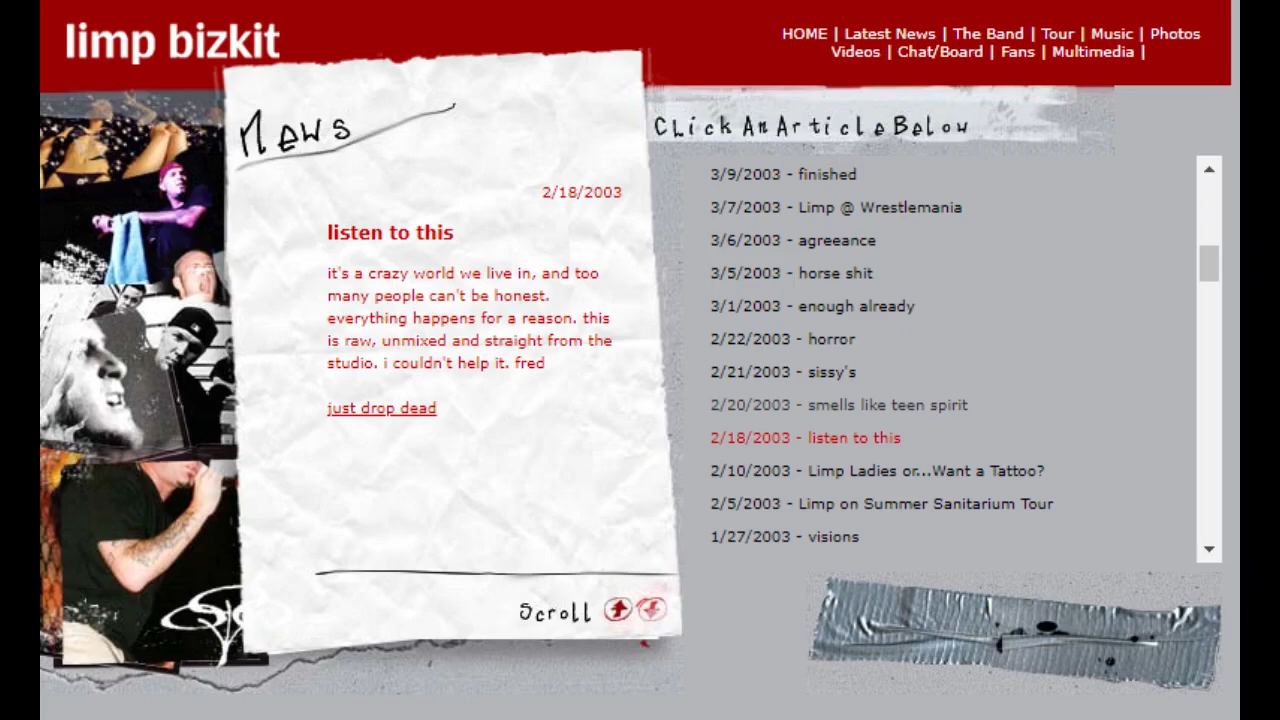 limp bizkit
HOME | Latest News | The Band | Tour | Music | Photos
Videos | Chat/Board | Fans | Multimedia |
News
2/18/2003
listen to this
it's a crazy world we live in, and too
many people can't be honest.
everything happens for a reason. this
is raw, unmixed and straight from the
studio. i couldn't help it. fred
just drop dead
Scroll
Click An Article Below
3/9/2003 - finished
3/7/2003 - Limp @ Wrestlemania
3/6/2003 - agreeance
3/5/2003 - horse shit
3/1/2003 - enough already
2/22/2003 - horror
2/21/2003 - sissy's
2/20/2003 - smells like teen spirit
2/18/2003 - listen to this
2/10/2003 - Limp Ladies or...Want a Tattoo?
2/5/2003 - Limp on Summer Sanitarium Tour
1/27/2003 - visions